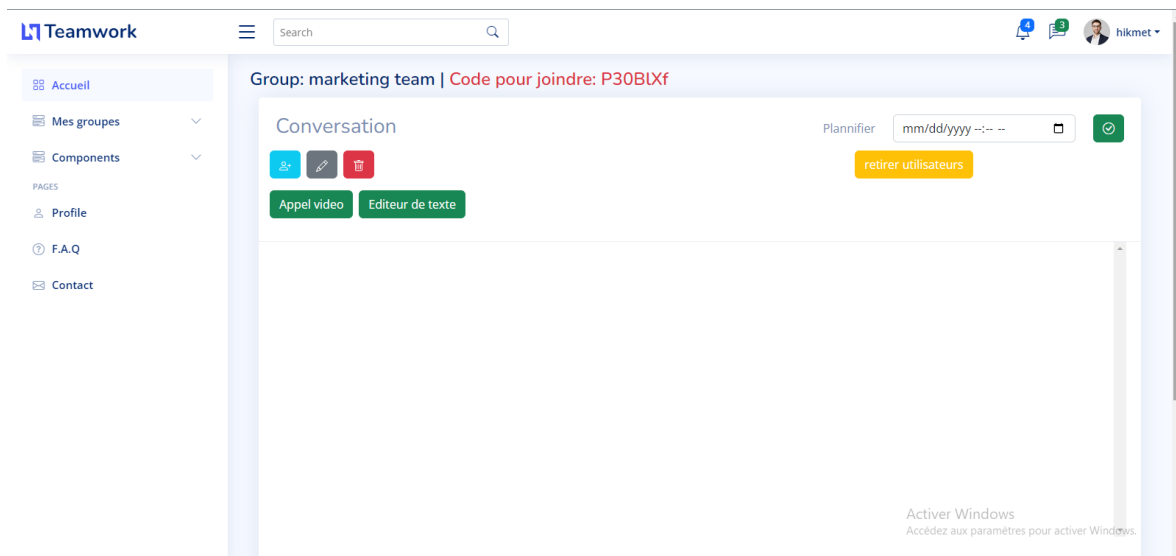 Teamwork
Search
4
3
hikmet
Accueil
Mes groupes
Components
PAGES
Profile
F.A.Q
Contact
Group: marketing team | Code pour joindre: P30BlXf
Conversation
Plannifier
mm/dd/yyyy --:-- --
retirer utilisateurs
Appel video
Editeur de texte
Activer Windows
Accédez aux paramètres pour activer Windows.